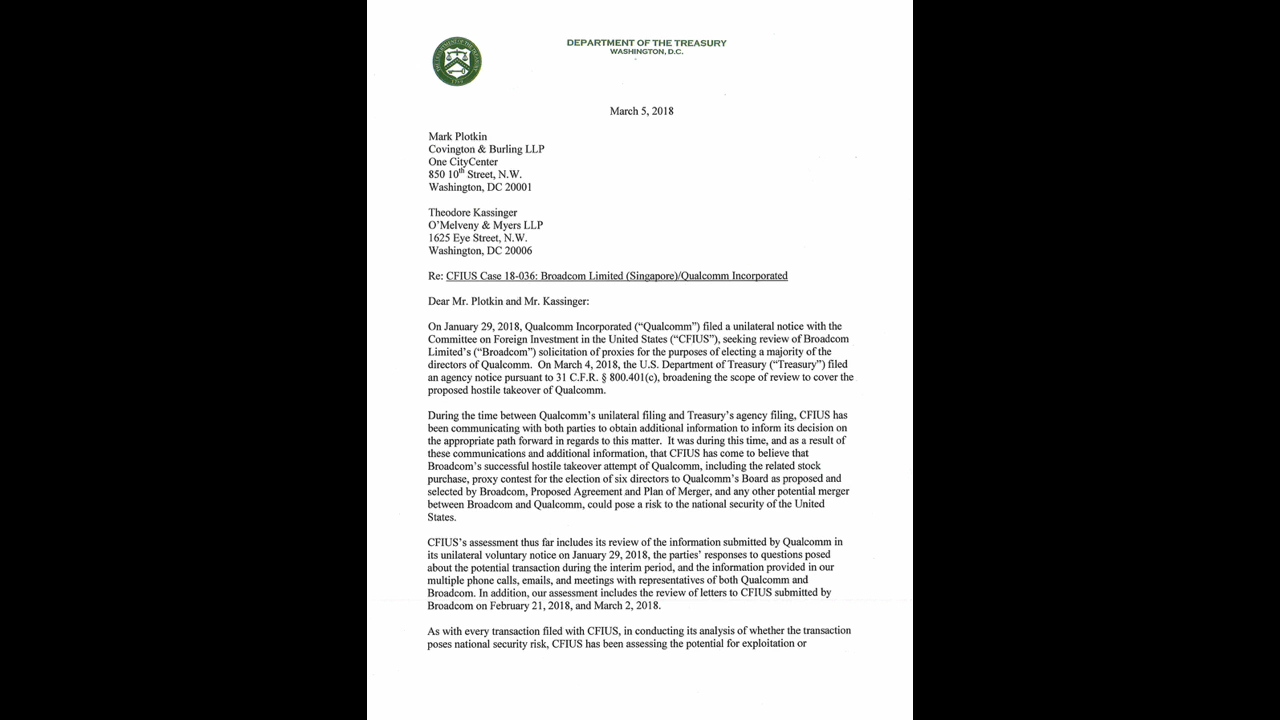 DEPARTMENT OF THE TREASURY
WASHINGTON, D.C.
March 5, 2018
Mark Plotkin
Covington & Burling LLP
One CityCenter
850 10th Street, N.W.
Washington, DC 20001
Theodore Kassinger
O'Melveny & Myers LLP
1625 Eye Street, N.W.
Washington, DC 20006
Re: CFIUS Case 18-036: Broadcom Limited (Singapore)/Qualcomm Incorporated
Dear Mr. Plotkin and Mr. Kassinger:
On January 29, 2018, Qualcomm Incorporated ("Qualcomm") filed a unilateral notice with the
Committee on Foreign Investment in the United States ("CFIUS"), seeking review of Broadcom
Limited's ("Broadcom") solicitation of proxies for the purposes of electing a majority of the
directors of Qualcomm. On March 4, 2018, the U.S. Department of Treasury ("Treasury") filed
an agency notice pursuant to 31 C.F.R. § 800.401(c), broadening the scope of review to cover the
proposed hostile takeover of Qualcomm.
During the time between Qualcomm's unilateral filing and Treasury's agency filing, CFIUS has
been communicating with both parties to obtain additional information to inform its decision on
the appropriate path forward in regards to this matter. It was during this time, and as a result of
these communications and additional information, that CFIUS has come to believe that
Broadcom's successful hostile takeover attempt of Qualcomm, including the related stock
purchase, proxy contest for the election of six directors to Qualcomm's Board as proposed and
selected by Broadcom, Proposed Agreement and Plan of Merger, and any other potential merger
between Broadcom and Qualcomm, could pose a risk to the national security of the United
States.
CFIUS's assessment thus far includes its review of the information submitted by Qualcomm in
its unilateral voluntary notice on January 29, 2018, the parties' responses to questions posed
about the potential transaction during the interim period, and the information provided in our
multiple phone calls, emails, and meetings with representatives of both Qualcomm and
Broadcom. In addition, our assessment includes the review of letters to CFIUS submitted by
Broadcom on February 21, 2018, and March 2, 2018.
As with every transaction filed with CFIUS, in conducting its analysis of whether the transaction
poses national security risk, CFIUS has been assessing the potential for exploitation or